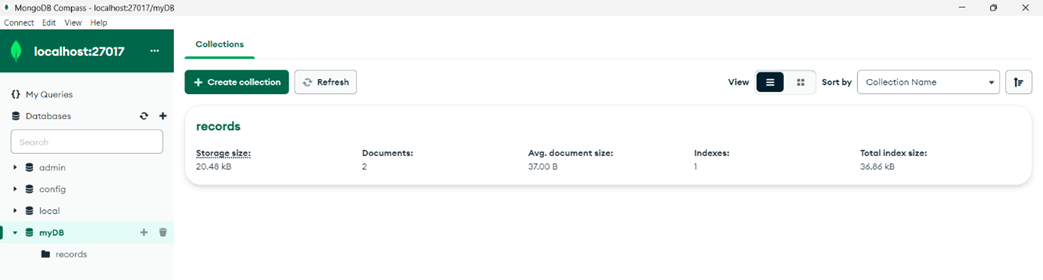 MongoDB Compass - localhost:27017/myDB
Connect Edit View Help
localhost:27017 ...
{} My Queries
Databases
Search
admin
config
local
myDB
records
Collections
+ Create collection Refresh
View Sort by Collection Name
records
Storage size: Documents: Avg. document size: Indexes: Total index size:
20.48 kB 2 37.00 B 1 36.86 kB